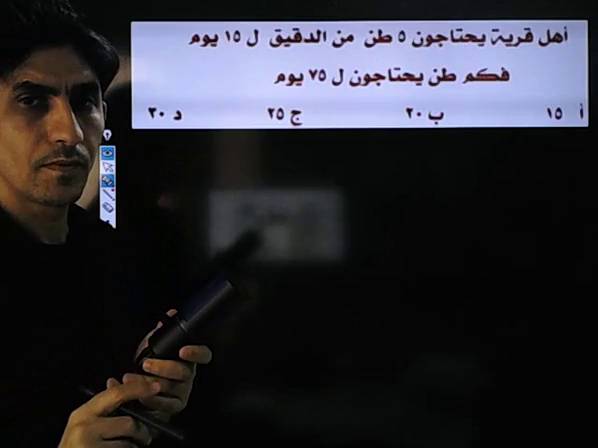 أهل قرية يحتاجون ٥ طن من الدقيق ل ١٥ يوم
فكم طن يحتاجون ل ٧٥ يوم
أ ١٥ ب ٢٠ ج ٢٥ د ٣٠